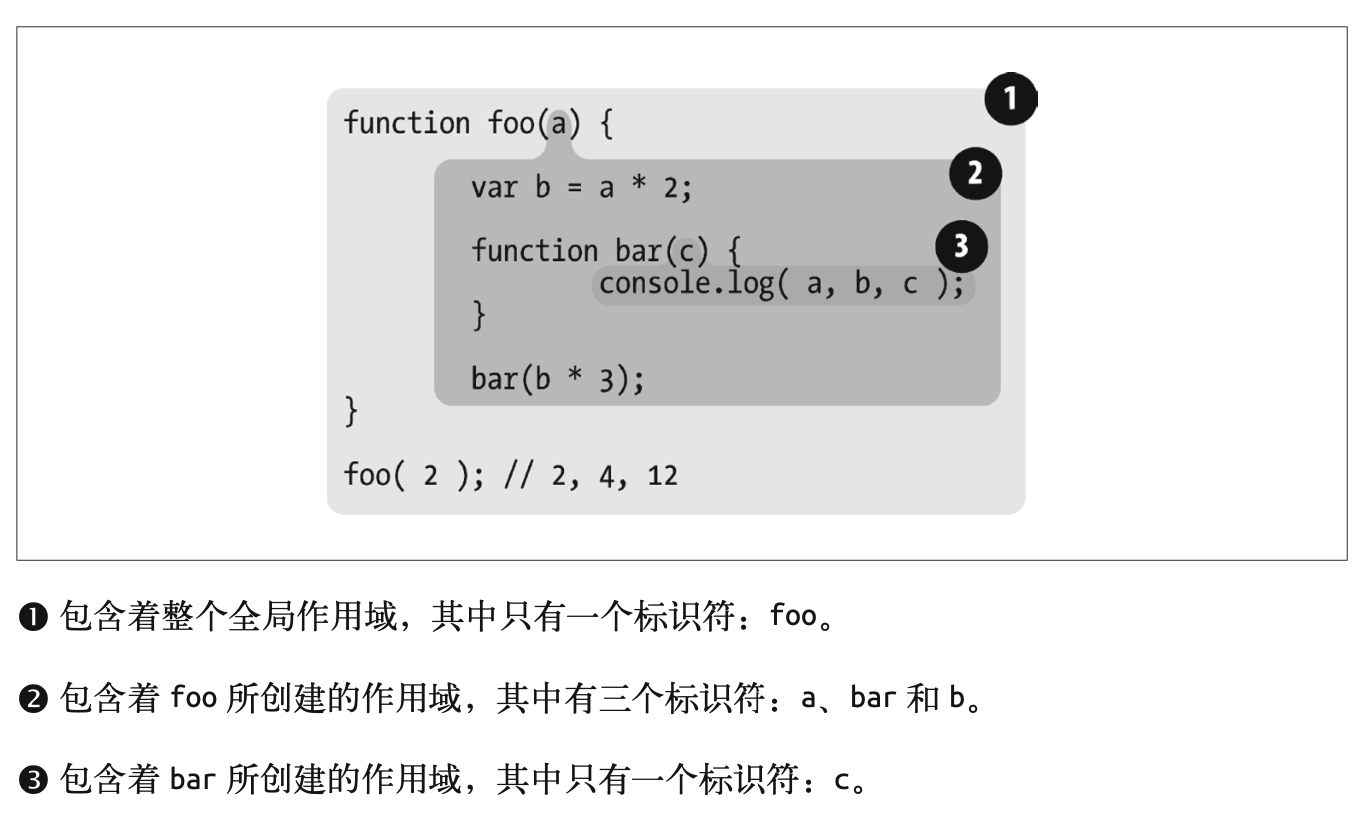 1
function foo(a) {
2
var b = a * 2;
3
function bar(c) {
console.log( a, b, c );
}
bar(b * 3);
}
foo( 2 ); // 2, 4, 12
❶ 包含着整个全局作用域，其中只有一个标识符：foo。
❷ 包含着 foo 所创建的作用域，其中有三个标识符：a、bar 和 b。
❸ 包含着 bar 所创建的作用域，其中只有一个标识符：c。